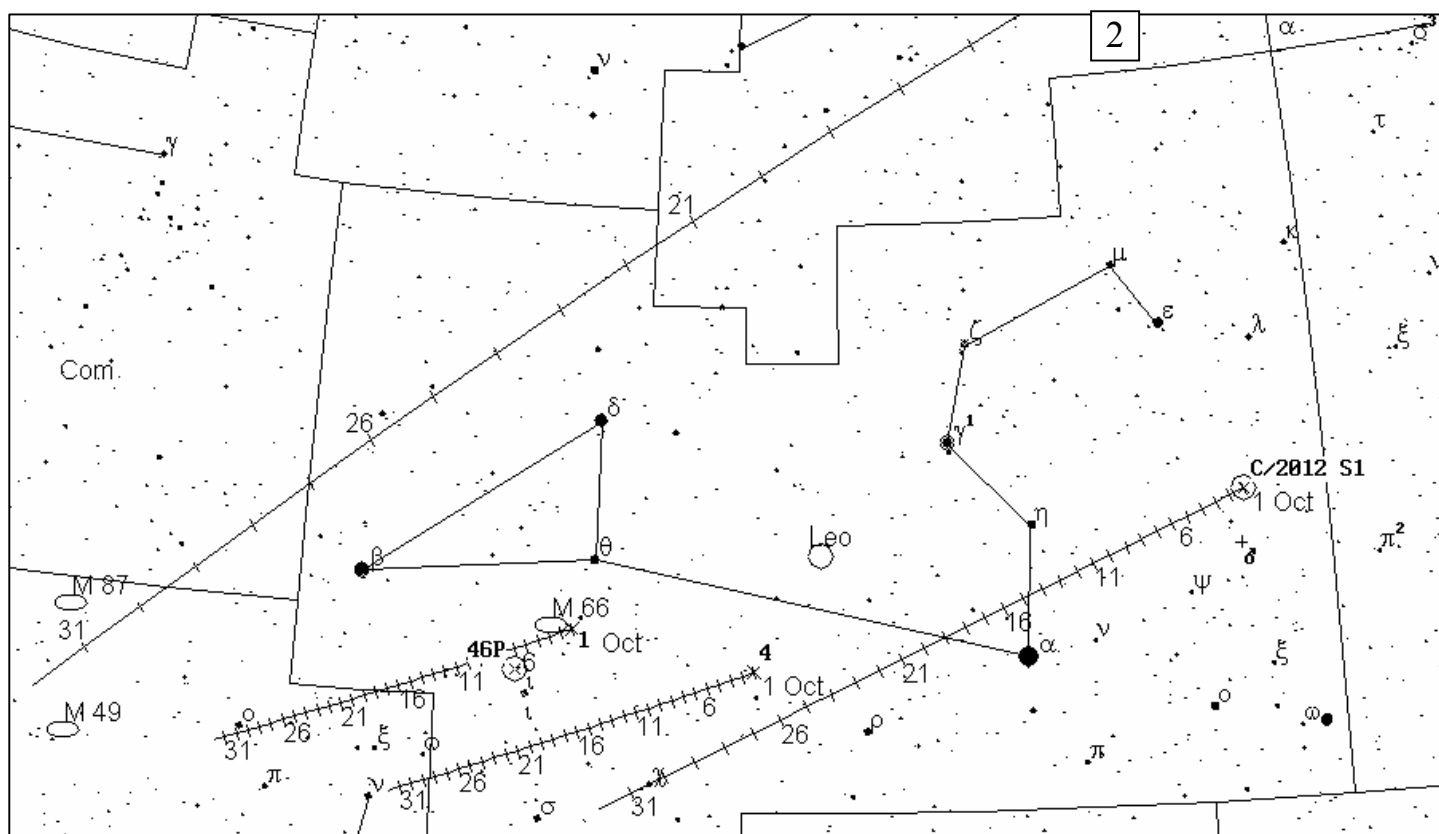 2
α
3
ο
ν
τ
γ
21
κ
ν
μ
ζ
ε
λ
ξ
Com
26
δ
γ1
C/2012 S1
1 Oct
η
6
♂
π2
Leo
β
θ
11
ψ
M 87
M 66
16
31
1 Oct
46P
6
α
ν
4
ξ
11
ι
1 Oct
21
16
6
M 49
ο
21
11
ρ
ο
ω
26
16
26
31
ξ
ο
21
π
π
ν
26
χ
31
31
σ